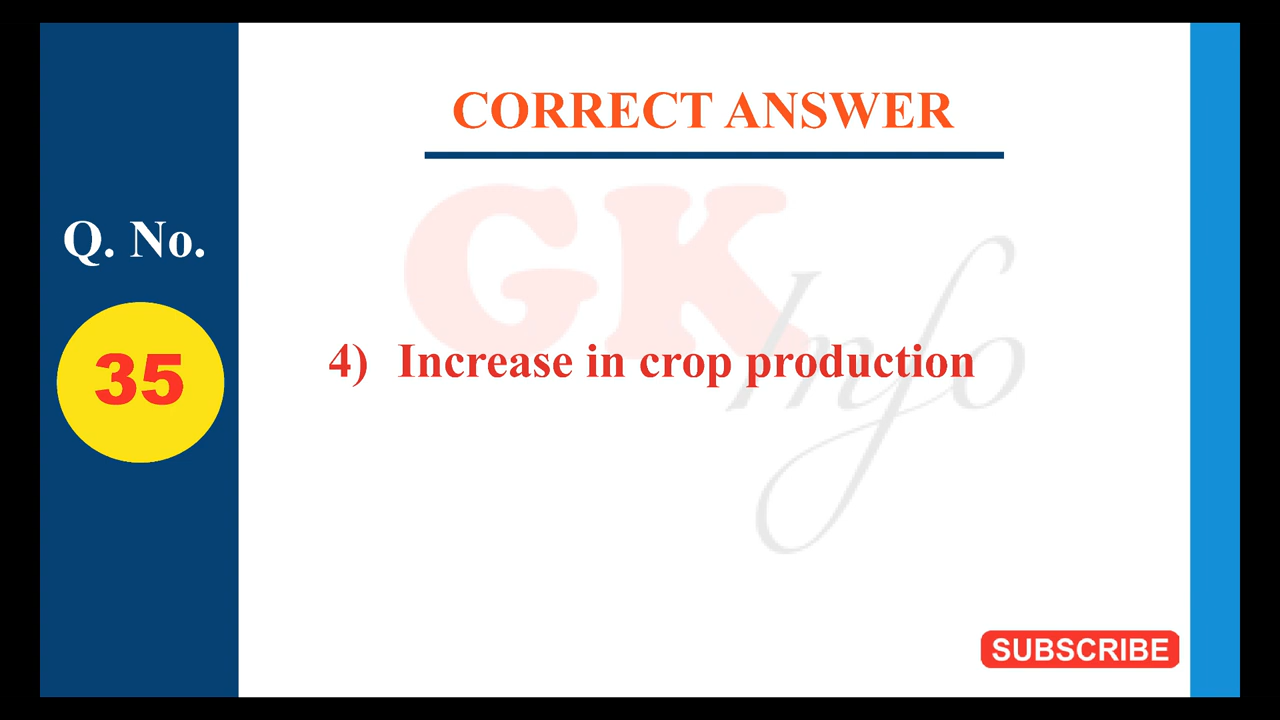 CORRECT ANSWER
Q. No.
35
GK
Info
4) Increase in crop production
SUBSCRIBE